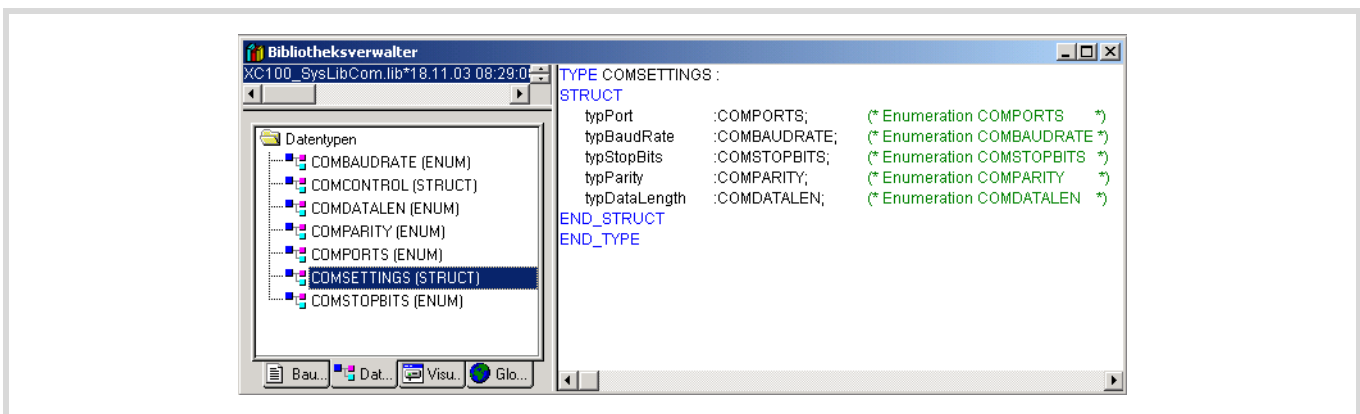 Bibliotheksverwalter
XC100_SysLibCom.lib*18.11.03 08:29:0
Datentypen
COMBAUDRATE (ENUM)
COMCONTROL (STRUCT)
COMDATALEN (ENUM)
COMPARITY (ENUM)
COMPORTS (ENUM)
COMSETTINGS (STRUCT)
COMSTOPBITS (ENUM)
Bau... Dat... Visu.. Glo...
TYPE COMSETTINGS :
STRUCT
typPort :COMPORTS; (* Enumeration COMPORTS *)
typBaudRate :COMBAUDRATE; (* Enumeration COMBAUDRATE *)
typStopBits :COMSTOPBITS; (* Enumeration COMSTOPBITS *)
typParity :COMPARITY; (* Enumeration COMPARITY *)
typDataLength :COMDATALEN; (* Enumeration COMDATALEN *)
END_STRUCT
END_TYPE